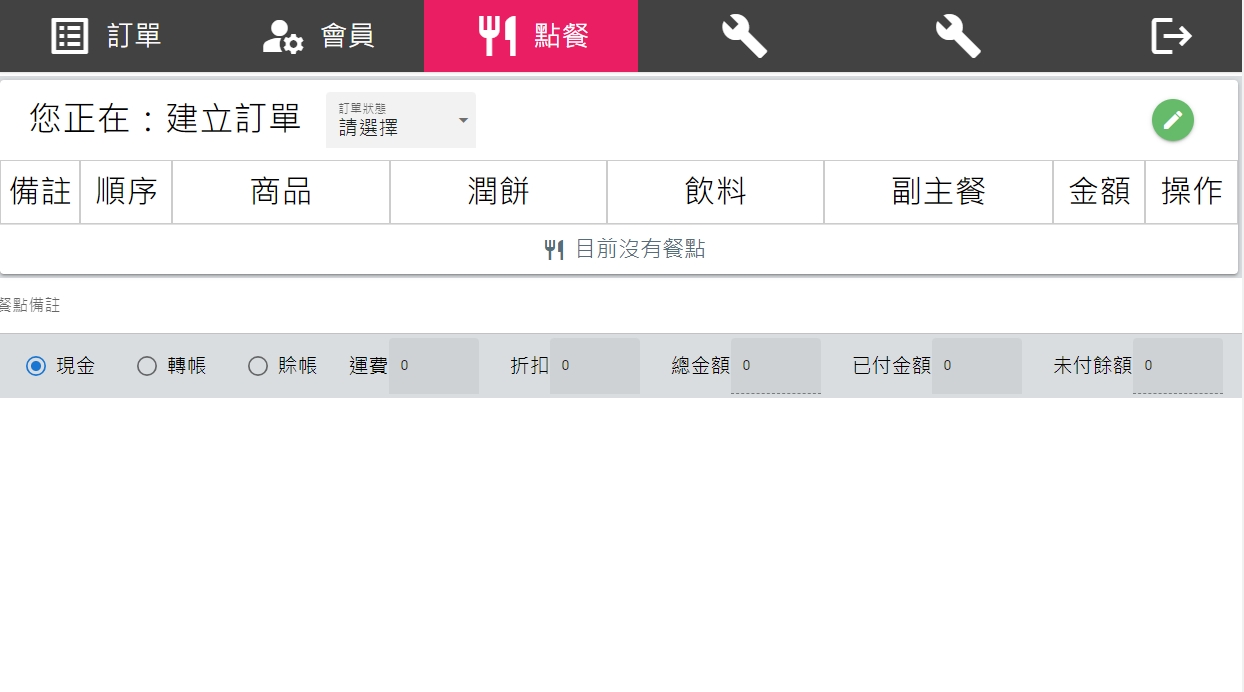 訂單 會員 點餐
您正在：建立訂單 訂單狀態
請選擇
備註 順序 商品 潤餅 飲料 副主餐 金額 操作
目前沒有餐點
餐點備註
現金 轉帳 賒帳 運費 0 折扣 0 總金額 0 已付金額 0 未付餘額 0